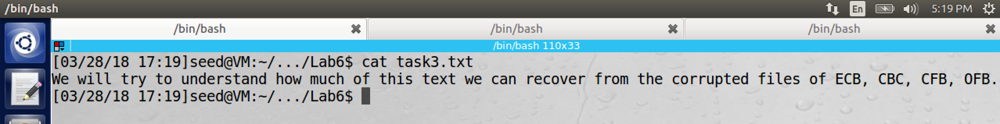 /bin/bash
En
5:19 PM
/bin/bash
/bin/bash
/bin/bash
/bin/bash 110x33
[03/28/18 17:19]seed@VM:~/.../Lab6$ cat task3.txt
We will try to understand how much of this text we can recover from the corrupted files of ECB, CBC, CFB, OFB.
[03/28/18 17:19]seed@VM:~/.../Lab6$